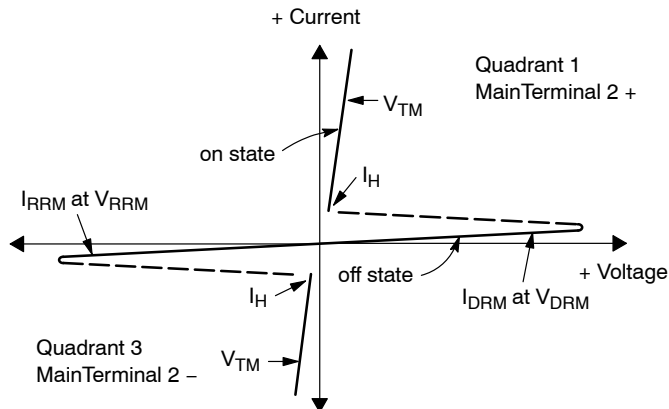 + Current
Quadrant 1
MainTerminal 2 +
VTM
on state
IH
IRRM at VRRM
+ Voltage
off state
IH
IDRM at VDRM
Quadrant 3
MainTerminal 2 −
VTM